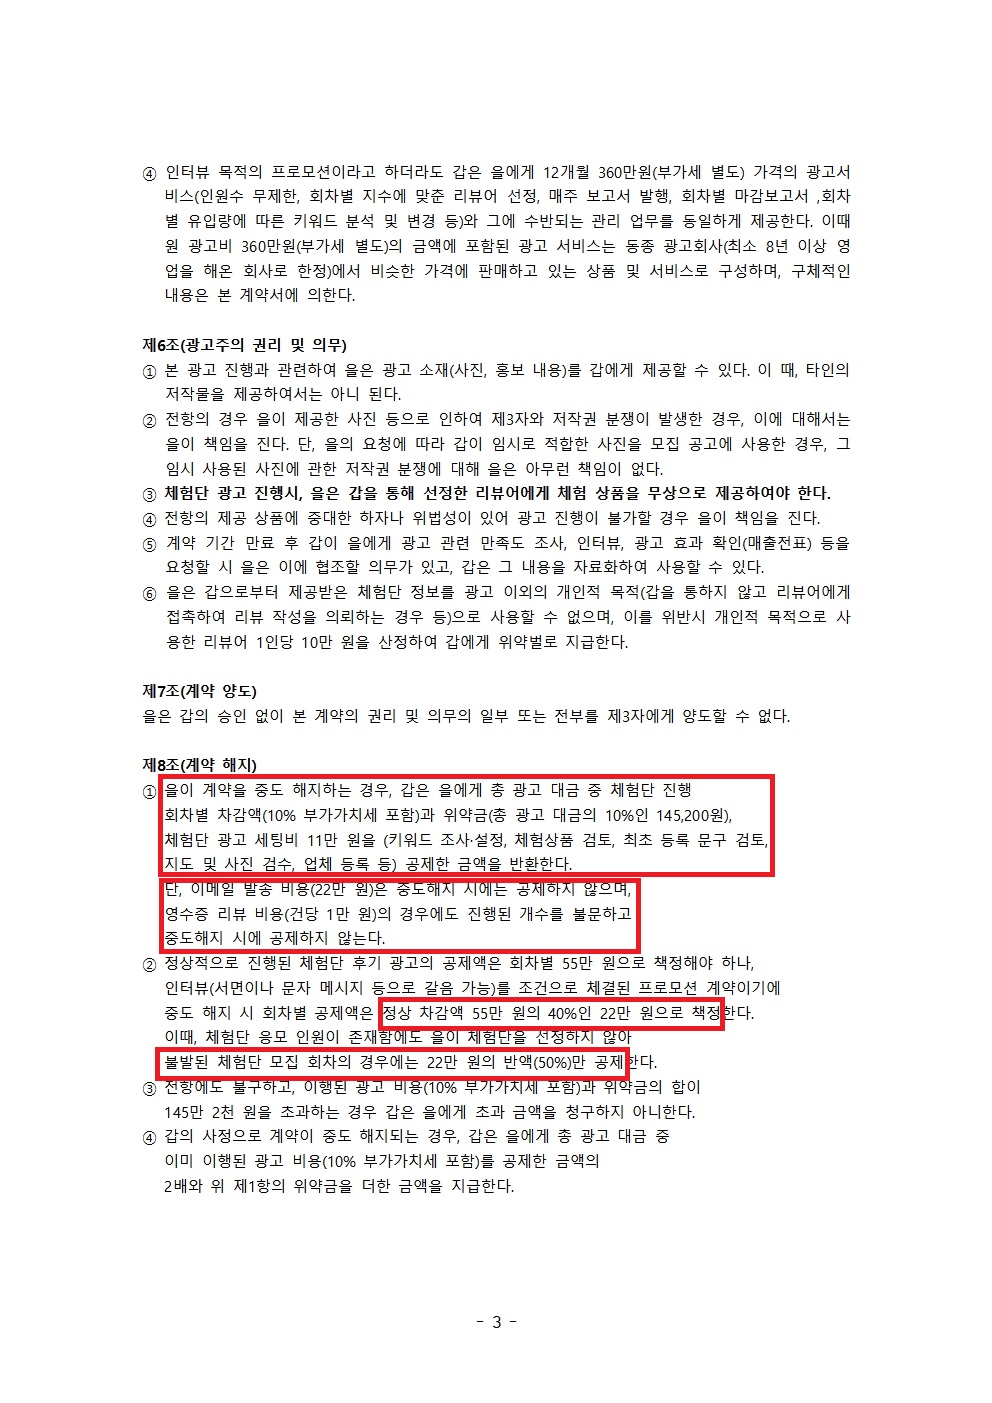 ④ 인터뷰 목적의 프로모션이라고 하더라도 갑은 을에게 12개월 360만원(부가세 별도) 가격의 광고서
비스(인원수 무제한, 회차별 지수에 맞춘 리뷰어 선정, 매주 보고서 발행, 회차별 마감보고서 ,회차
별 유입량에 따른 키워드 분석 및 변경 등)와 그에 수반되는 관리 업무를 동일하게 제공한다. 이때
원 광고비 360만원(부가세 별도)의 금액에 포함된 광고 서비스는 동종 광고회사(최소 8년 이상 영
업을 해온 회사로 한정)에서 비슷한 가격에 판매하고 있는 상품 및 서비스로 구성하며, 구체적인
내용은 본 계약서에 의한다.
제6조(광고주의 권리 및 의무)
① 본 광고 진행과 관련하여 을은 광고 소재(사진, 홍보 내용)를 갑에게 제공할 수 있다. 이 때, 타인의
저작물을 제공하여서는 아니 된다.
② 전항의 경우 을이 제공한 사진 등으로 인하여 제3자와 저작권 분쟁이 발생한 경우, 이에 대해서는
을이 책임을 진다. 단, 을의 요청에 따라 갑이 임시로 적합한 사진을 모집 공고에 사용한 경우, 그
임시 사용된 사진에 관한 저작권 분쟁에 대해 을은 아무런 책임이 없다.
③ 체험단 광고 진행시, 을은 갑을 통해 선정한 리뷰어에게 체험 상품을 무상으로 제공하여야 한다.
④ 전항의 제공 상품에 중대한 하자나 위법성이 있어 광고 진행이 불가할 경우 을이 책임을 진다.
⑤ 계약 기간 만료 후 갑이 을에게 광고 관련 만족도 조사, 인터뷰, 광고 효과 확인(매출전표) 등을
요청할 시 을은 이에 협조할 의무가 있고, 갑은 그 내용을 자료화하여 사용할 수 있다.
⑥ 을은 갑으로부터 제공받은 체험단 정보를 광고 이외의 개인적 목적(갑을 통하지 않고 리뷰어에게
접촉하여 리뷰 작성을 의뢰하는 경우 등)으로 사용할 수 없으며, 이를 위반시 개인적 목적으로 사
용한 리뷰어 1인당 10만 원을 산정하여 갑에게 위약벌로 지급한다.
제7조(계약 양도)
을은 갑의 승인 없이 본 계약의 권리 및 의무의 일부 또는 전부를 제3자에게 양도할 수 없다.
제8조(계약 해지)
① 을이 계약을 중도 해지하는 경우, 갑은 을에게 총 광고 대금 중 체험단 진행
회차별 차감액(10% 부가가치세 포함)과 위약금(총 광고 대금의 10%인 145,200원),
체험단 광고 세팅비 11만 원을 (키워드 조사·설정, 체험상품 검토, 최초 등록 문구 검토,
지도 및 사진 검수, 업체 등록 등) 공제한 금액을 반환한다.
단, 이메일 발송 비용(22만 원)은 중도해지 시에는 공제하지 않으며,
영수증 리뷰 비용(건당 1만 원)의 경우에도 진행된 개수를 불문하고
중도해지 시에 공제하지 않는다.
② 정상적으로 진행된 체험단 후기 광고의 공제액은 회차별 55만 원으로 책정해야 하나,
인터뷰(서면이나 문자 메시지 등으로 갈음 가능)를 조건으로 체결된 프로모션 계약이기에
중도 해지 시 회차별 공제액은 정상 차감액 55만 원의 40%인 22만 원으로 책정한다.
이때, 체험단 응모 인원이 존재함에도 을이 체험단을 선정하지 않아
불발된 체험단 모집 회차의 경우에는 22만 원의 반액(50%)만 공제한다.
③ 전항에도 불구하고, 이행된 광고 비용(10% 부가가치세 포함)과 위약금의 합이
145만 2천 원을 초과하는 경우 갑은 을에게 초과 금액을 청구하지 아니한다.
④ 갑의 사정으로 계약이 중도 해지되는 경우, 갑은 을에게 총 광고 대금 중
이미 이행된 광고 비용(10% 부가가치세 포함)를 공제한 금액의
2배와 위 제1항의 위약금을 더한 금액을 지급한다.
- 3 -